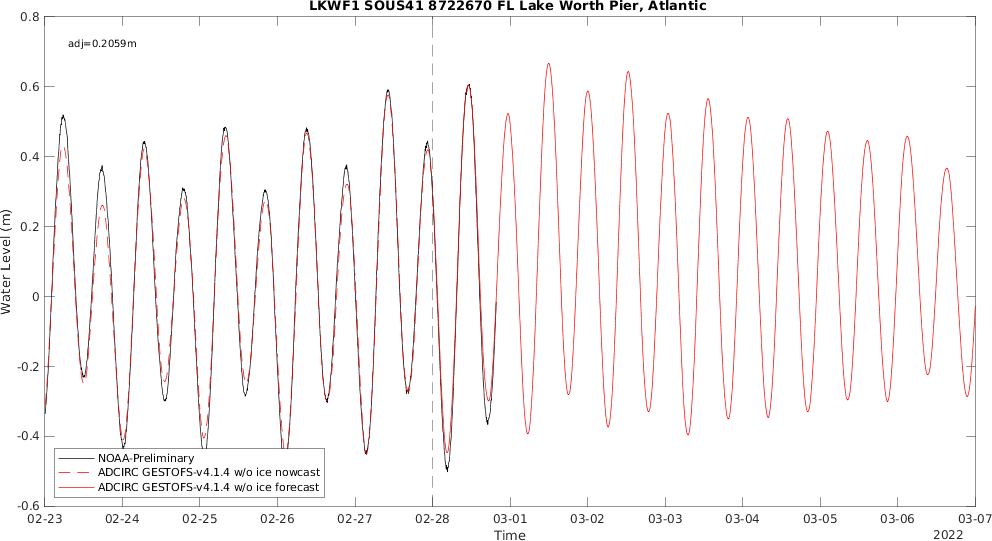 LKWF1 SOUS41 8722670 FL Lake Worth Pier, Atlantic
adj=0.2059m
Water Level (m)
0.8
0.6
0.4
0.2
0
-0.2
-0.4
-0.6
NOAA-Preliminary
ADCIRC GESTOFS-v4.1.4 w/o ice nowcast
ADCIRC GESTOFS-v4.1.4 w/o ice forecast
02-23 02-24 02-25 02-26 02-27 02-28 03-01 03-02 03-03 03-04 03-05 03-06 03-07
Time
2022